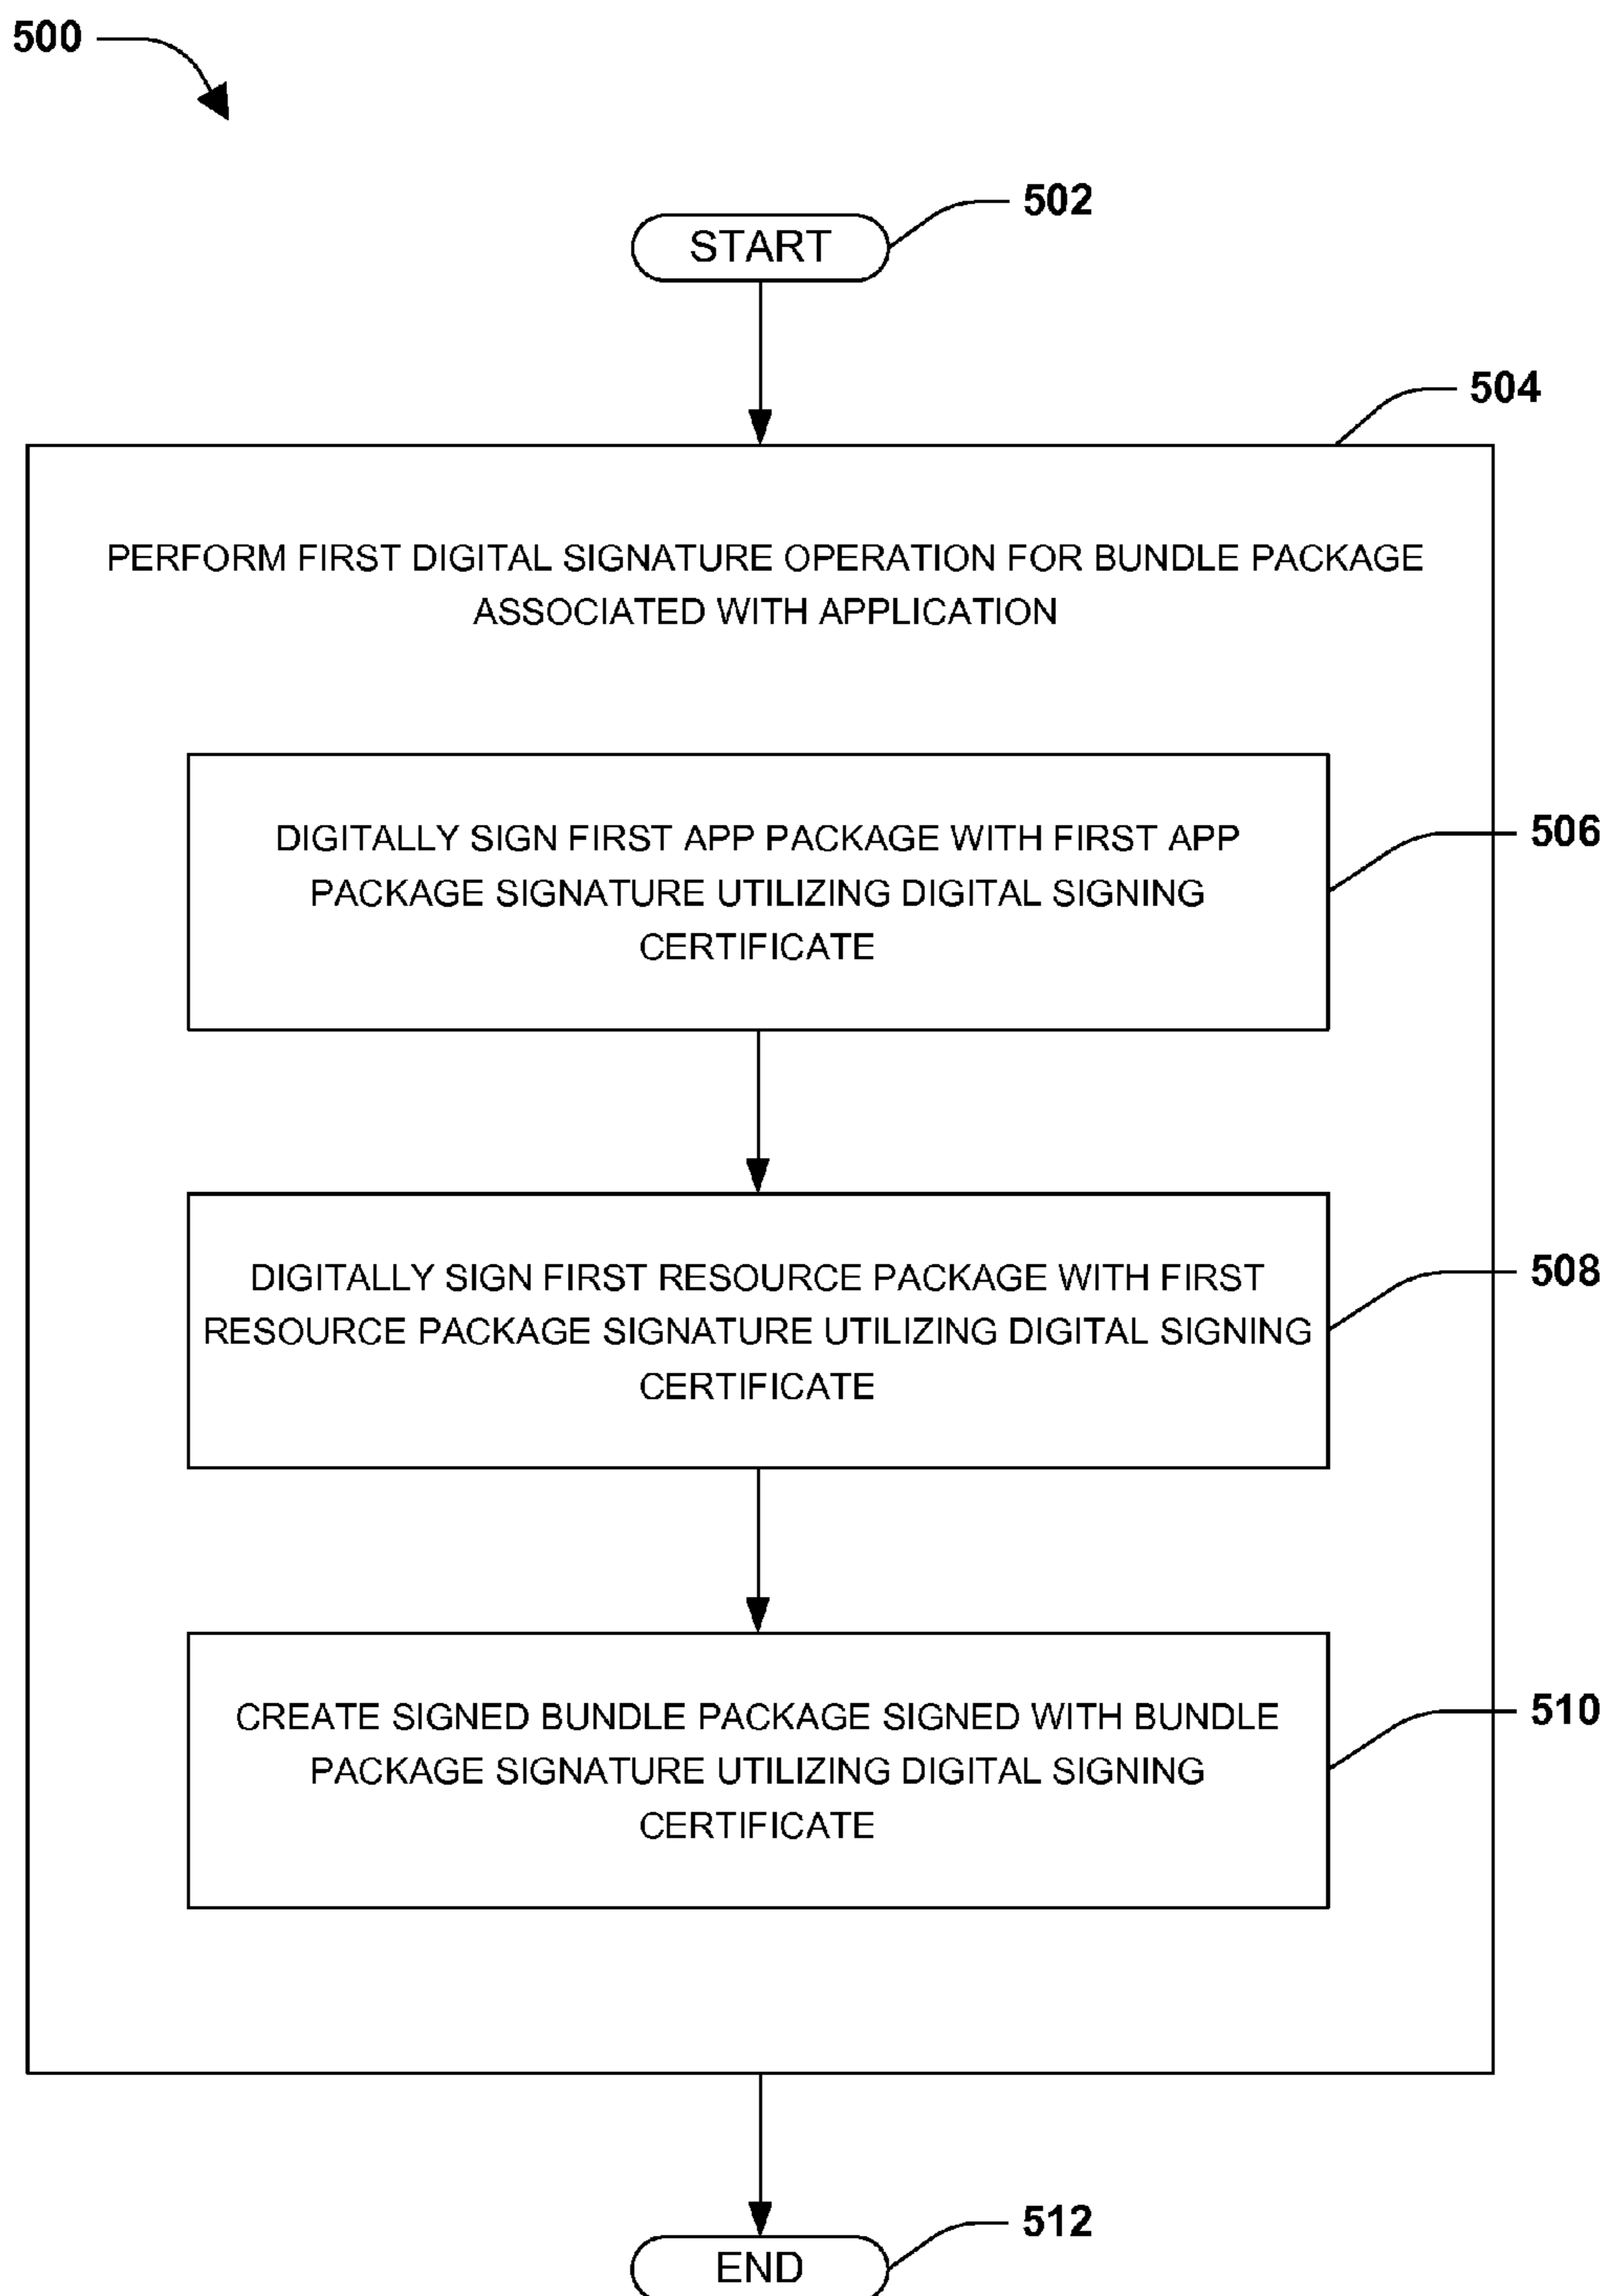 500
502
START
504
PERFORM FIRST DIGITAL SIGNATURE OPERATION FOR BUNDLE PACKAGE
ASSOCIATED WITH APPLICATION
506
DIGITALLY SIGN FIRST APP PACKAGE WITH FIRST APP
PACKAGE SIGNATURE UTILIZING DIGITAL SIGNING
CERTIFICATE
508
DIGITALLY SIGN FIRST RESOURCE PACKAGE WITH FIRST
RESOURCE PACKAGE SIGNATURE UTILIZING DIGITAL SIGNING
CERTIFICATE
510
CREATE SIGNED BUNDLE PACKAGE SIGNED WITH BUNDLE
PACKAGE SIGNATURE UTILIZING DIGITAL SIGNING
CERTIFICATE
512
END